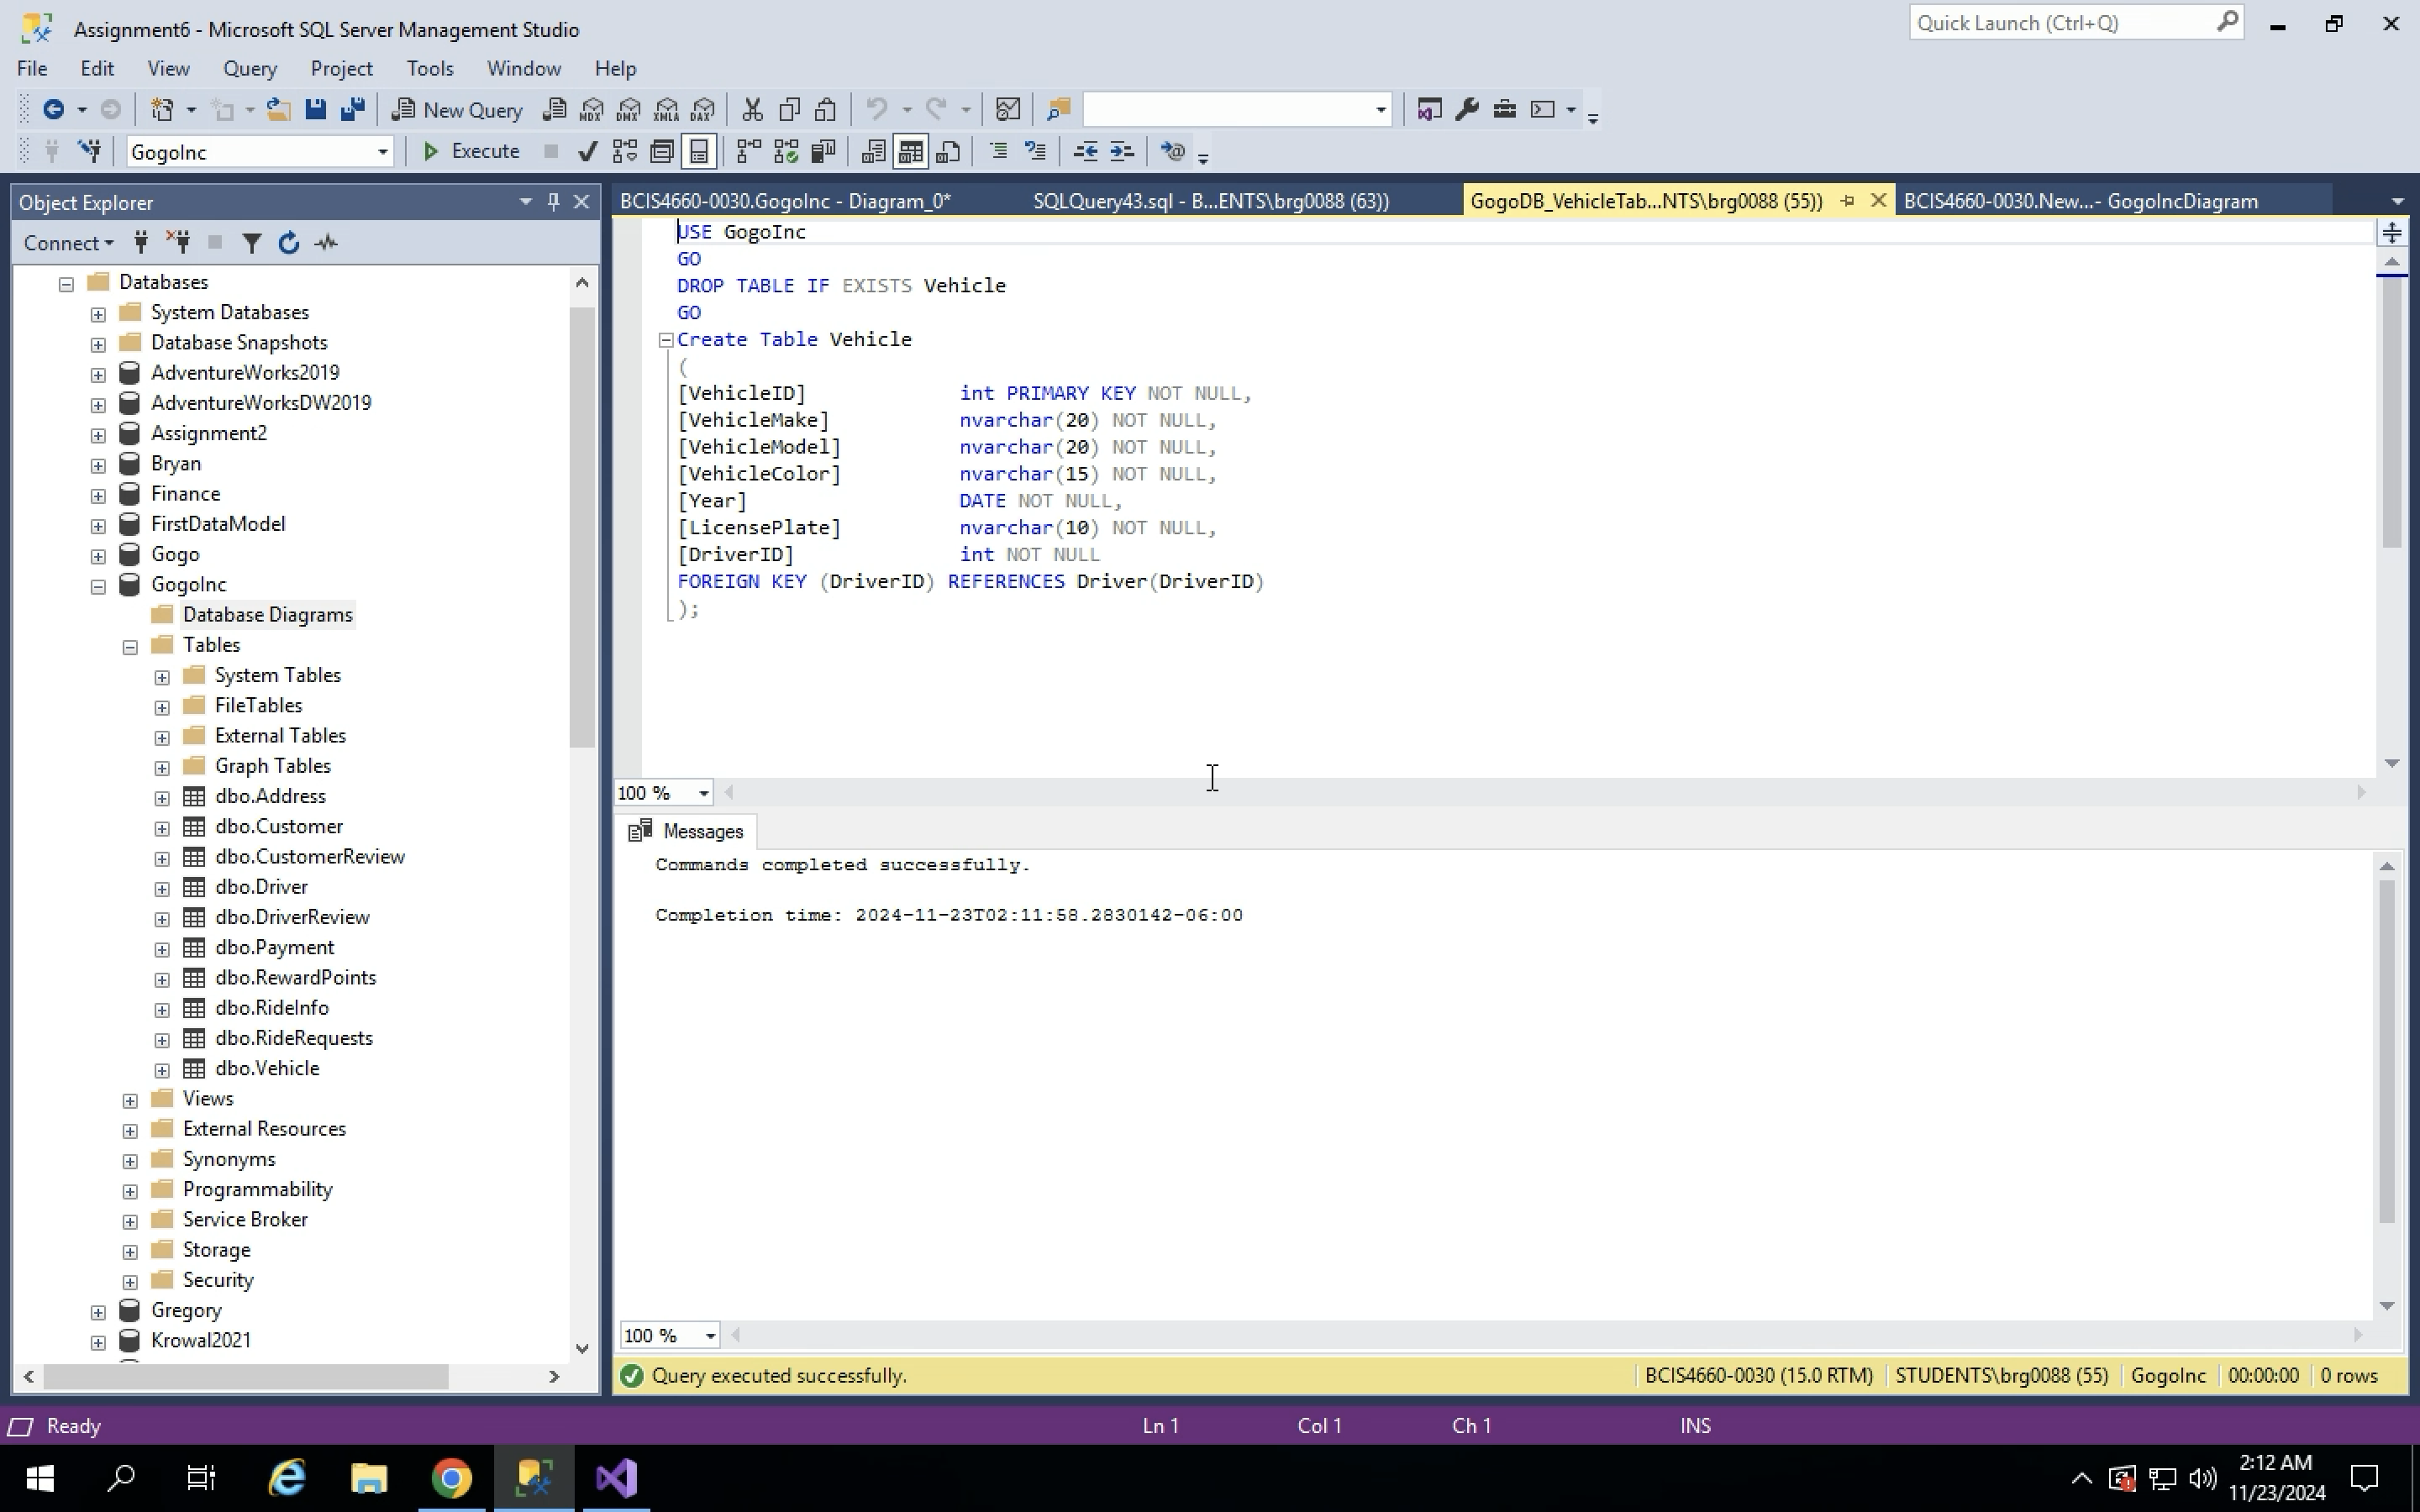 Assignment6 - Microsoft SQL Server Management Studio
Quick Launch (Ctrl+Q)
File Edit View Query Project Tools Window Help
New Query MDX DMX XMLA DAX
GogoInc Execute
Object Explorer
BCIS4660-0030.GogoInc - Diagram_0* SQLQuery43.sql - B...ENTS\brg0088 (63)) GogoDB_VehicleTab...NTS\brg0088 (55)) BCIS4660-0030.New...- GogoIncDiagram
Connect
Databases
System Databases
Database Snapshots
AdventureWorks2019
AdventureWorksDW2019
Assignment2
Bryan
Finance
FirstDataModel
Gogo
GogoInc
Database Diagrams
Tables
System Tables
FileTables
External Tables
Graph Tables
dbo.Address
dbo.Customer
dbo.CustomerReview
dbo.Driver
dbo.DriverReview
dbo.Payment
dbo.RewardPoints
dbo.RideInfo
dbo.RideRequests
dbo.Vehicle
Views
External Resources
Synonyms
Programmability
Service Broker
Storage
Security
Gregory
Krowal2021
USE GogoInc
GO
DROP TABLE IF EXISTS Vehicle
GO
Create Table Vehicle
(
[VehicleID] int PRIMARY KEY NOT NULL,
[VehicleMake] nvarchar(20) NOT NULL,
[VehicleModel] nvarchar(20) NOT NULL,
[VehicleColor] nvarchar(15) NOT NULL,
[Year] DATE NOT NULL,
[LicensePlate] nvarchar(10) NOT NULL,
[DriverID] int NOT NULL
FOREIGN KEY (DriverID) REFERENCES Driver(DriverID)
);
100 %
Messages
Commands completed successfully.
Completion time: 2024-11-23T02:11:58.2830142-06:00
100 %
Query executed successfully. BCIS4660-0030 (15.0 RTM) STUDENTS\brg0088 (55) GogoInc 00:00:00 0 rows
Ready Ln 1 Col 1 Ch 1 INS
2:12 AM
11/23/2024